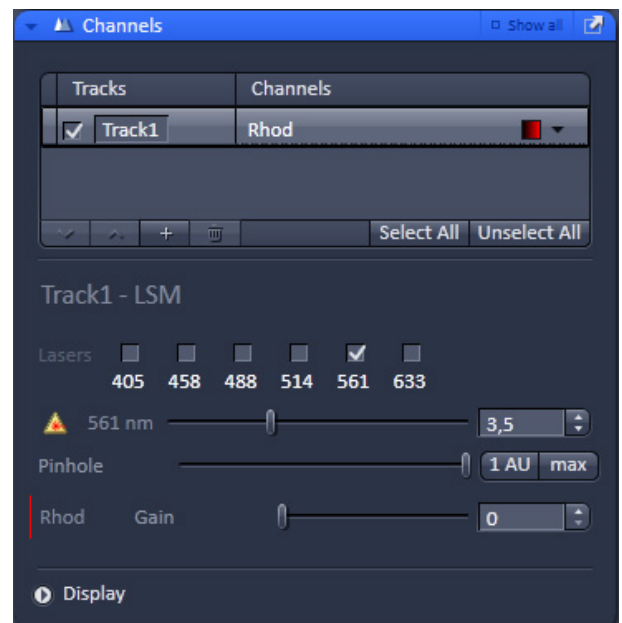 Channels Show all
Tracks Channels
Track1 Rhod
+ Select All Unselect All
Track1 - LSM
Lasers
405 458 488 514 561 633
561 nm 3,5
Pinhole 1 AU max
Rhod Gain 0
Display